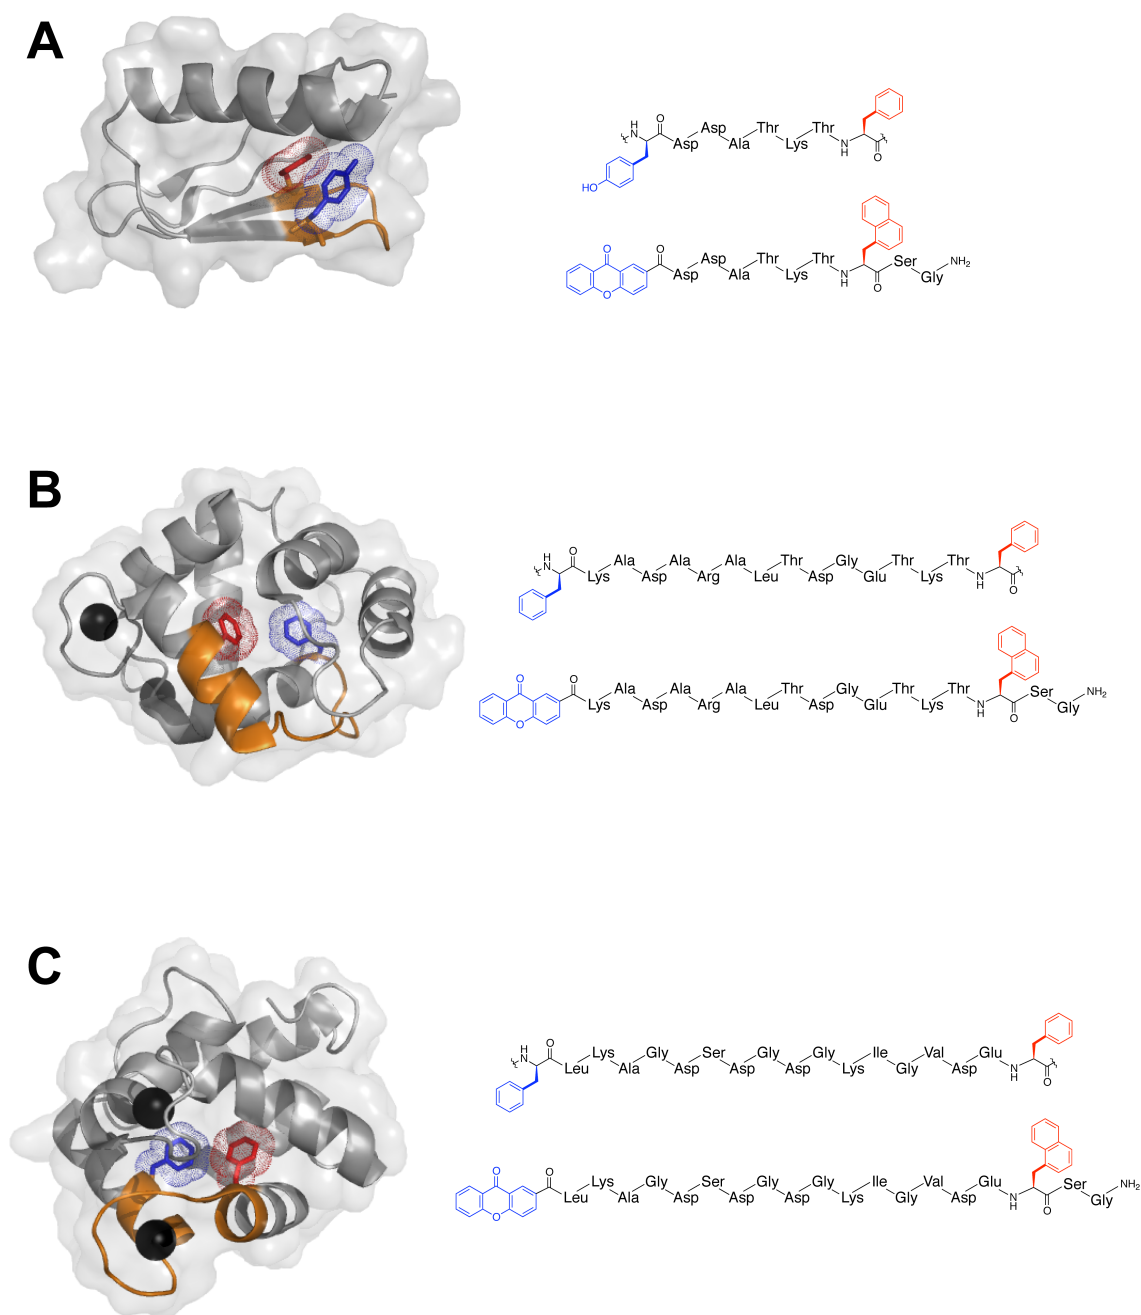 A
H
N
O
Asp
Asp
Ala
Thr
Lys
Thr
N
H
O
HO
O
O
O
Asp
Asp
Ala
Thr
Lys
Thr
N
H
O
Ser
Gly
NH2
B
H
N
O
Lys
Ala
Asp
Ala
Arg
Ala
Leu
Thr
Asp
Gly
Glu
Thr
Lys
Thr
N
H
O
O
O
O
Lys
Ala
Asp
Ala
Arg
Ala
Leu
Thr
Asp
Gly
Glu
Thr
Lys
Thr
N
H
O
Ser
Gly
NH2
C
H
N
O
Leu
Lys
Ala
Gly
Asp
Ser
Asp
Gly
Asp
Gly
Lys
Ile
Gly
Val
Asp
Glu
N
H
O
O
O
O
Leu
Lys
Ala
Gly
Asp
Ser
Asp
Gly
Asp
Gly
Lys
Ile
Gly
Val
Asp
Glu
N
H
O
Ser
Gly
NH2